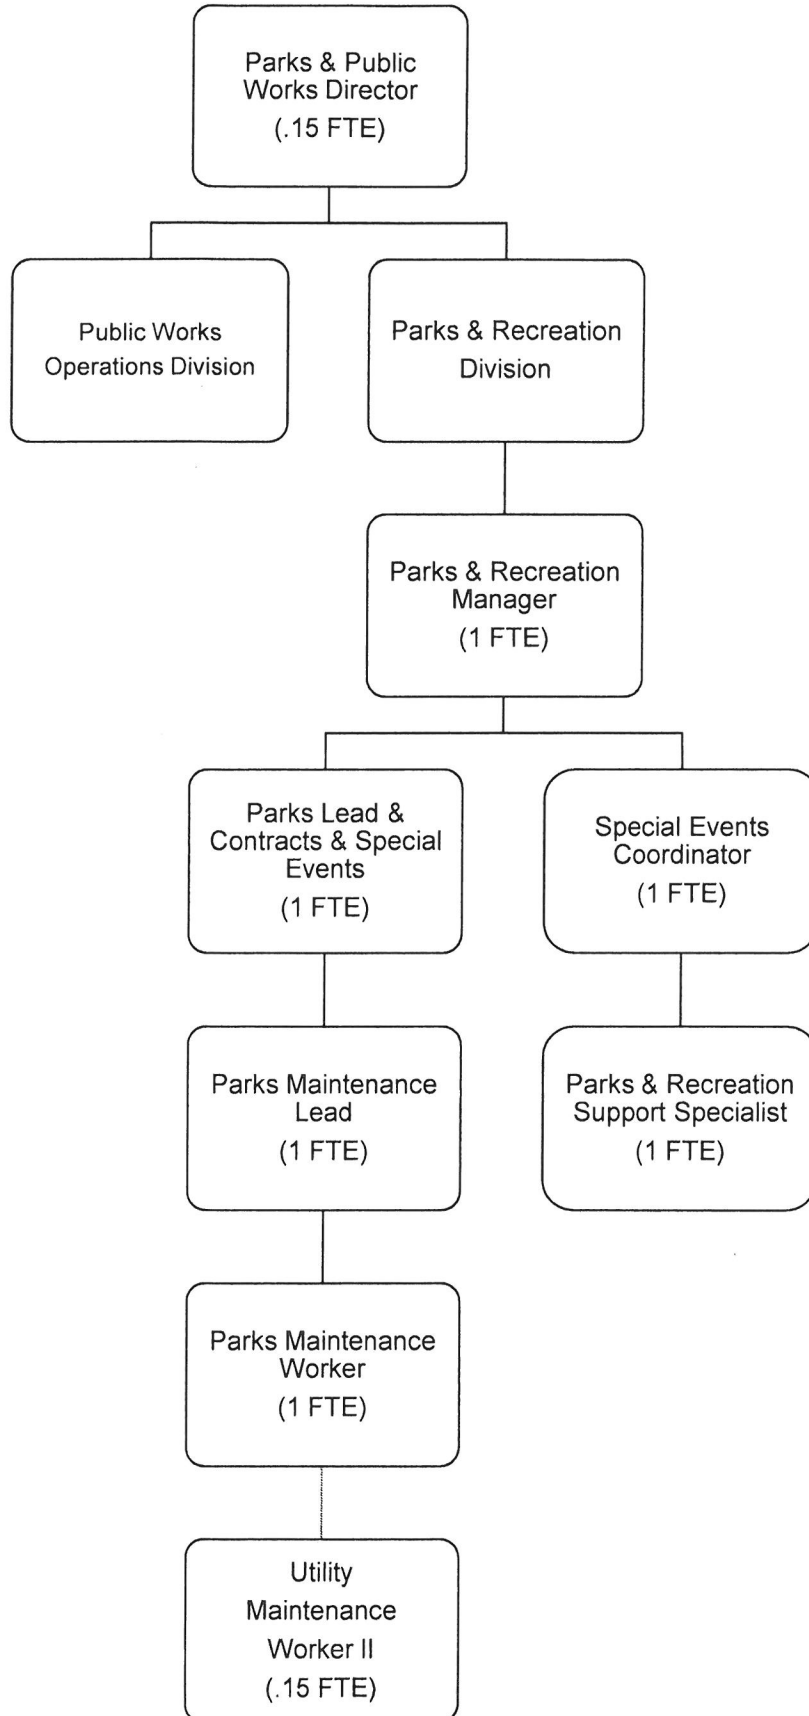 Parks & Public
Works Director
(.15 FTE)
Public Works
Operations Division
Parks & Recreation
Division
Parks & Recreation
Manager
(1 FTE)
Parks Lead &
Contracts & Special
Events
(1 FTE)
Special Events
Coordinator
(1 FTE)
Parks Maintenance
Lead
(1 FTE)
Parks & Recreation
Support Specialist
(1 FTE)
Parks Maintenance
Worker
(1 FTE)
Utility
Maintenance
Worker II
(.15 FTE)